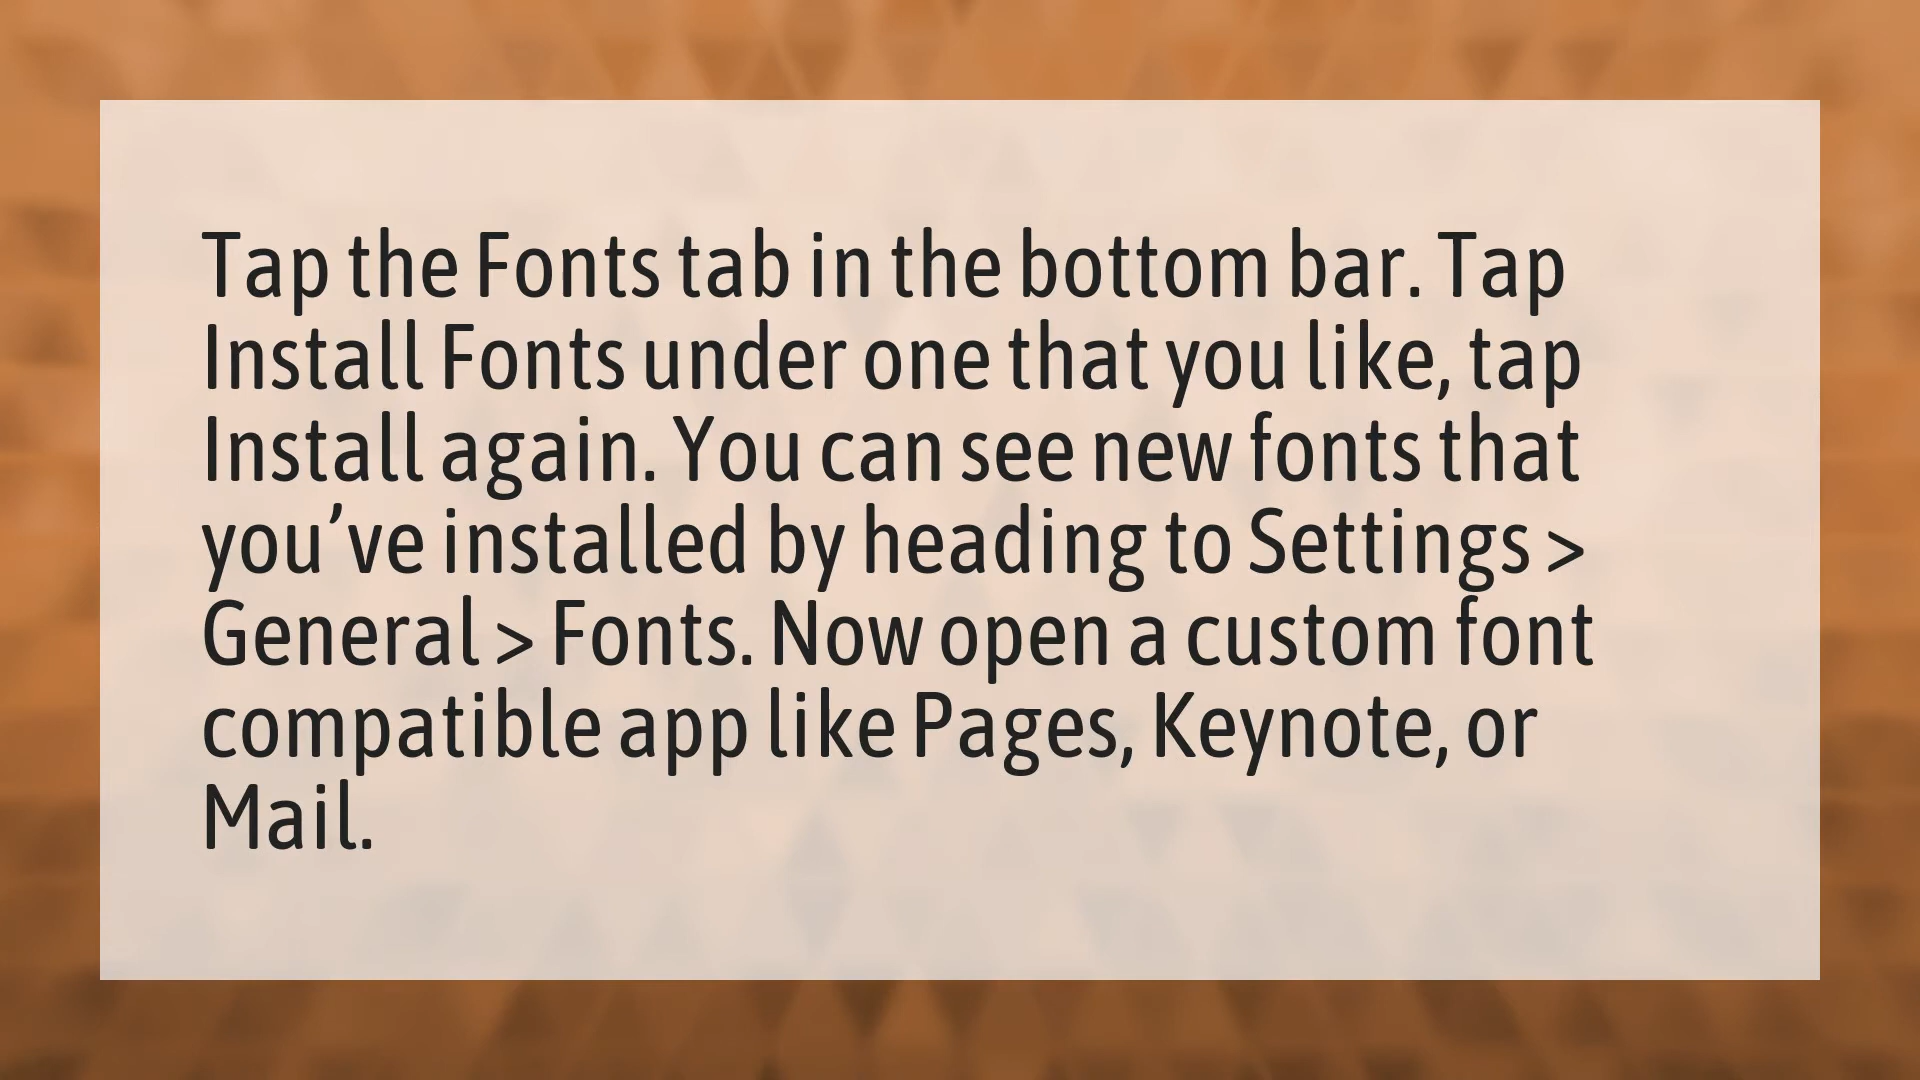 Tap the Fonts tab in the bottom bar. Tap
Install Fonts under one that you like, tap
Install again. You can see new fonts that
you’ve installed by heading to Settings >
General > Fonts. Now open a custom font
compatible app like Pages, Keynote, or
Mail.